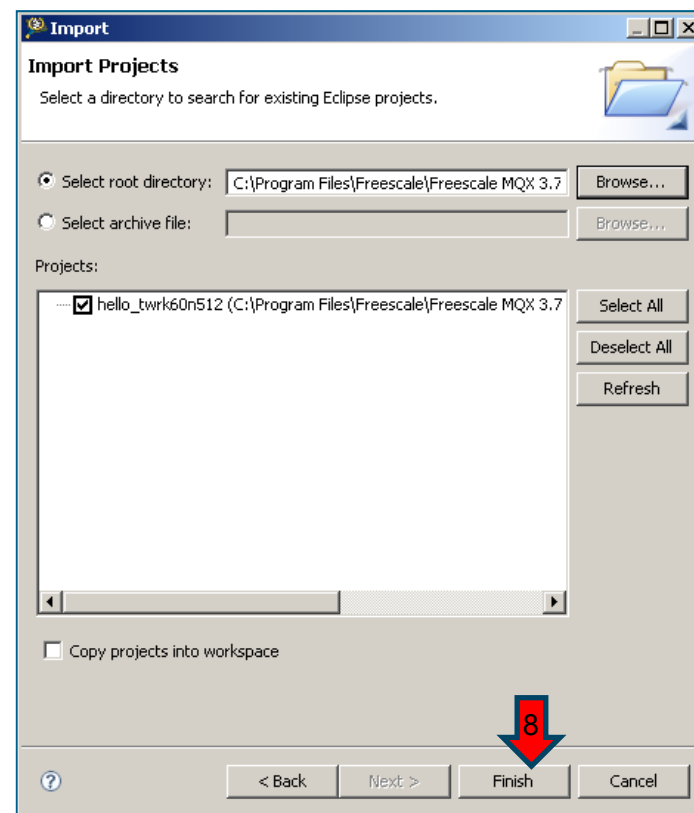 Import
Import Projects
Select a directory to search for existing Eclipse projects.
Select root directory: C:\Program Files\Freescale\Freescale MQX 3.7 Browse...
Select archive file: Browse...
Projects:
hello_twrk60n512 (C:\Program Files\Freescale\Freescale MQX 3.7 Select All
Deselect All
Refresh
Copy projects into workspace
8
? < Back Next > Finish Cancel